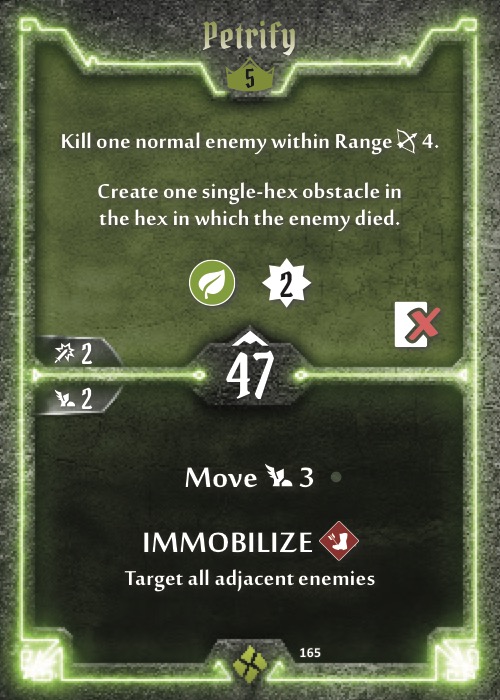 Petrify
5
Kill one normal enemy within Range 4.
Create one single-hex obstacle in
the hex in which the enemy died.
2
2
47
2
Move 3
IMMOBILIZE
Target all adjacent enemies
165